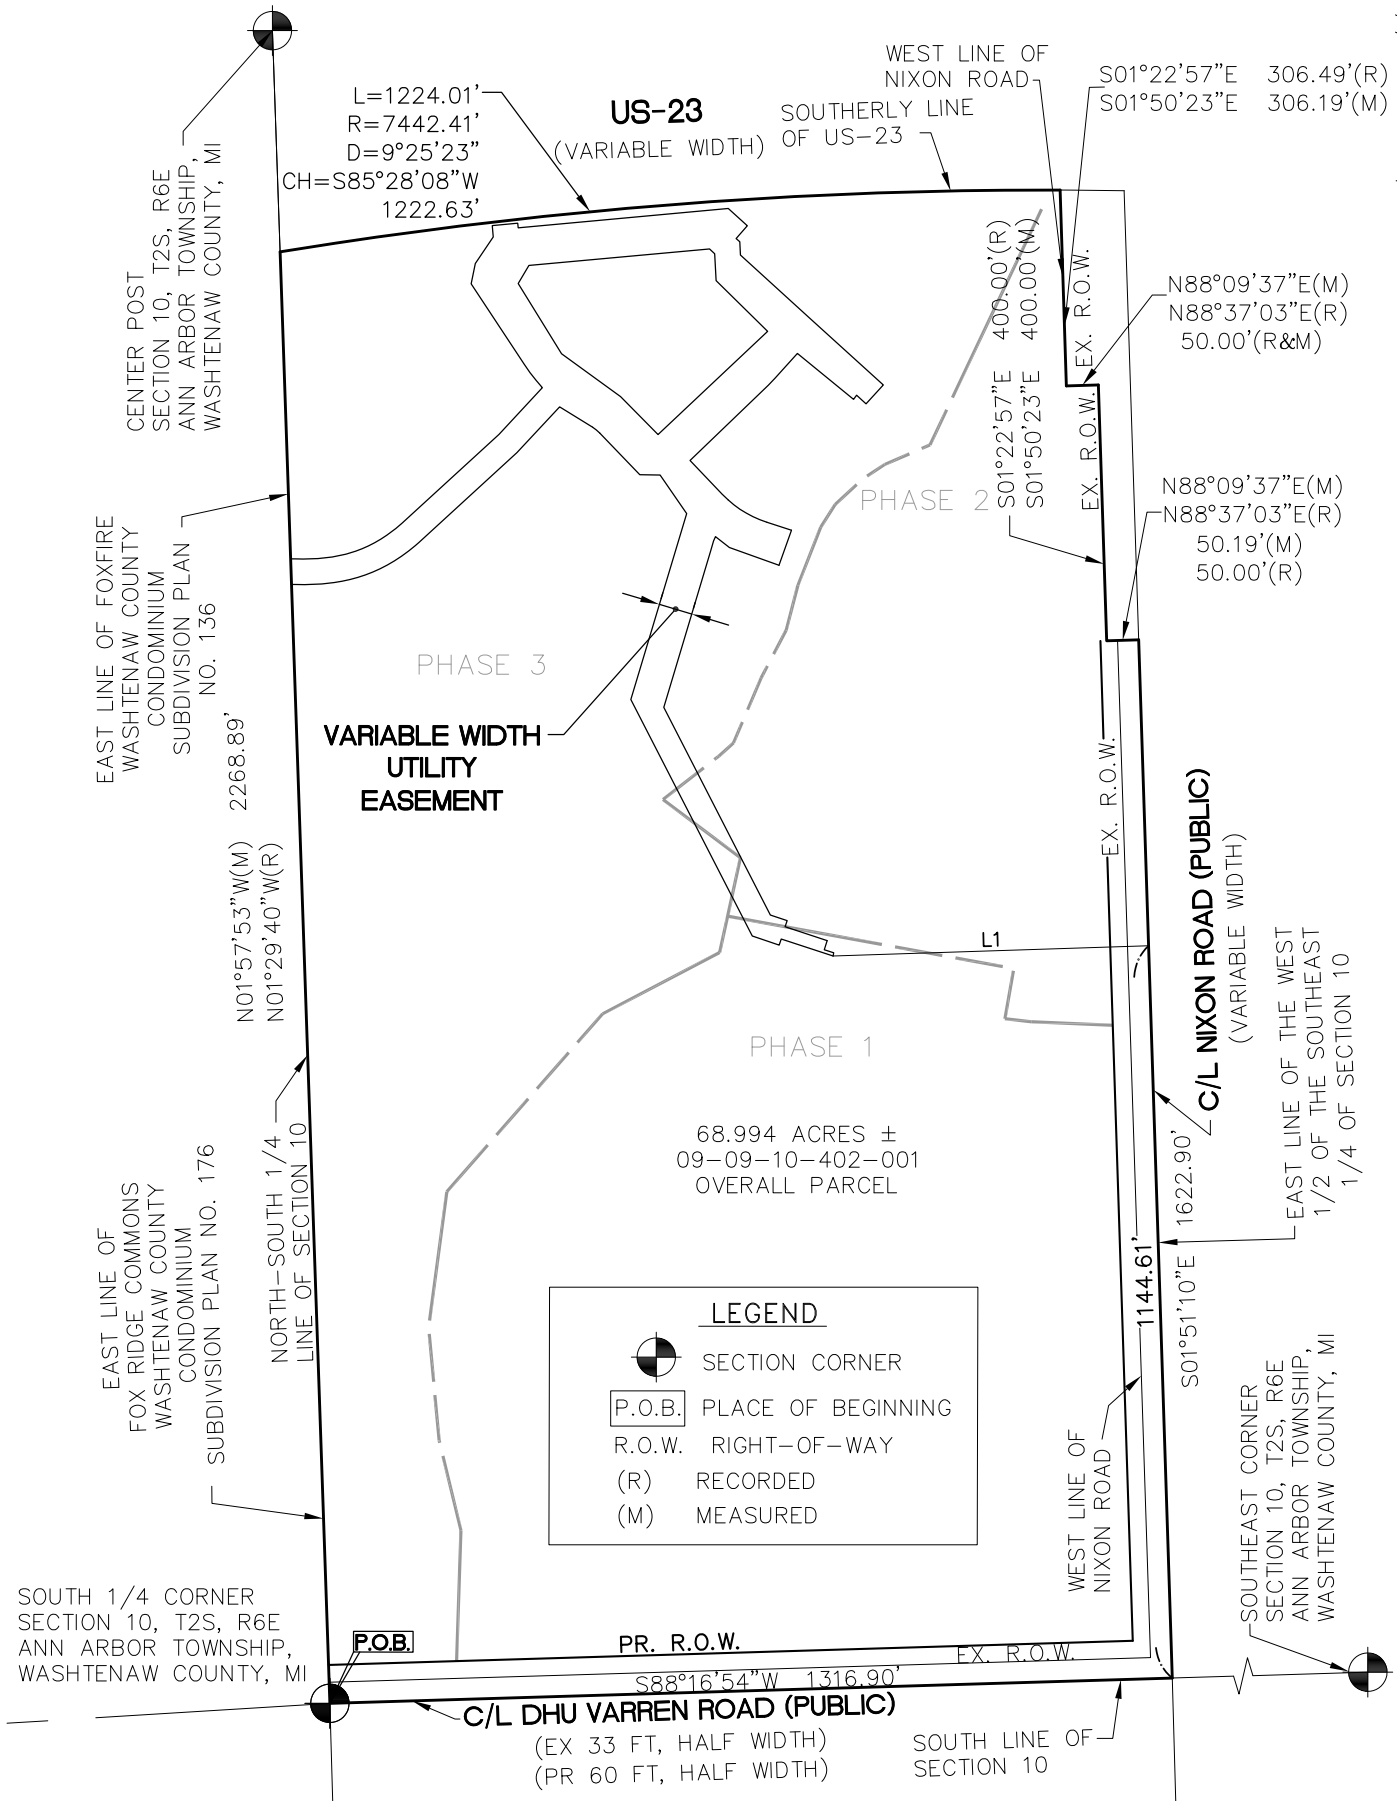 WEST LINE OF
NIXON ROAD
S01°22'57"E 306.49'(R)
S01°50'23"E 306.19'(M)
L=1224.01'
R=7442.41'
D=9°25'23"
CH=S85°28'08"W
1222.63'
US-23
(VARIABLE WIDTH)
SOUTHERLY LINE
OF US-23
CENTER POST
SECTION 10, T2S, R6E
ANN ARBOR TOWNSHIP,
WASHTENAW COUNTY, MI
S01°22'57"E 400.00'(R)
S01°50'23"E 400.00'(M)
EX. R.O.W.
EX. R.O.W.
N88°09'37"E(M)
N88°37'03"E(R)
50.00'(R&M)
N88°09'37"E(M)
N88°37'03"E(R)
50.19'(M)
50.00'(R)
PHASE 2
EAST LINE OF FOXFIRE
WASHTENAW COUNTY
CONDOMINIUM
SUBDIVISION PLAN
NO. 136
PHASE 3
VARIABLE WIDTH
UTILITY
EASEMENT
N01°57'53"W(M) 2268.89'
N01°29'40"W(R)
EX. R.O.W.
C/L NIXON ROAD (PUBLIC)
(VARIABLE WIDTH)
L1
EAST LINE OF THE WEST
1/2 OF THE SOUTHEAST
1/4 OF SECTION 10
PHASE 1
68.994 ACRES ±
09-09-10-402-001
OVERALL PARCEL
NORTH-SOUTH 1/4
LINE OF SECTION 10
EAST LINE OF
FOX RIDGE COMMONS
WASHTENAW COUNTY
CONDOMINIUM
SUBDIVISION PLAN NO. 176
1144.61'
S01°51'10"E 1622.90'
LEGEND
SECTION CORNER
P.O.B. PLACE OF BEGINNING
R.O.W. RIGHT-OF-WAY
(R) RECORDED
(M) MEASURED
WEST LINE OF
NIXON ROAD
SOUTHEAST CORNER
SECTION 10, T2S, R6E
ANN ARBOR TOWNSHIP,
WASHTENAW COUNTY, MI
SOUTH 1/4 CORNER
SECTION 10, T2S, R6E
ANN ARBOR TOWNSHIP,
WASHTENAW COUNTY, MI
P.O.B.
PR. R.O.W.
EX. R.O.W.
S88°16'54"W 1316.90'
C/L DHU VARREN ROAD (PUBLIC)
(EX 33 FT, HALF WIDTH)
(PR 60 FT, HALF WIDTH)
SOUTH LINE OF
SECTION 10